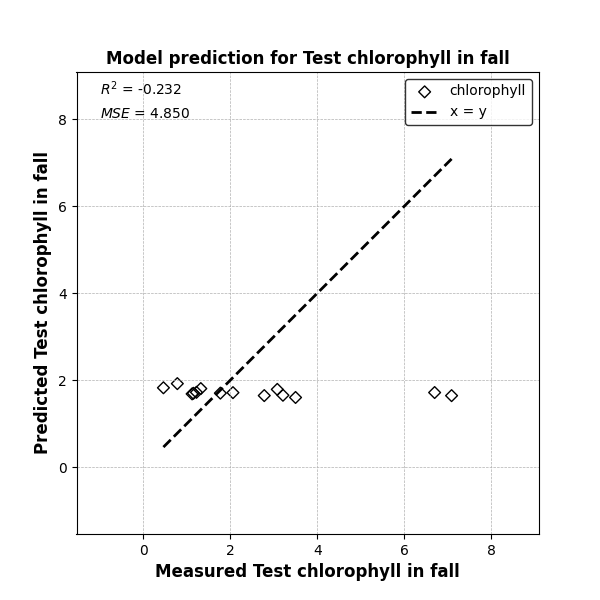 Model prediction for Test chlorophyll in fall
R² = -0.232
MSE = 4.850
chlorophyll
x = y
8
6
4
2
0
Predicted Test chlorophyll in fall
0 2 4 6 8
Measured Test chlorophyll in fall